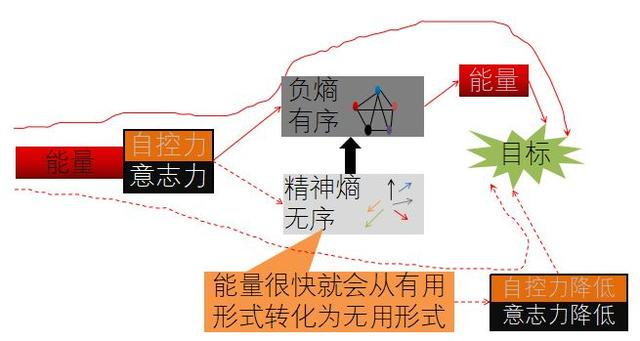 负熵
有序
能量
能量
自控力
意志力
目标
精神熵
无序
能量很快就会从有用
形式转化为无用形式
自控力降低
意志力降低